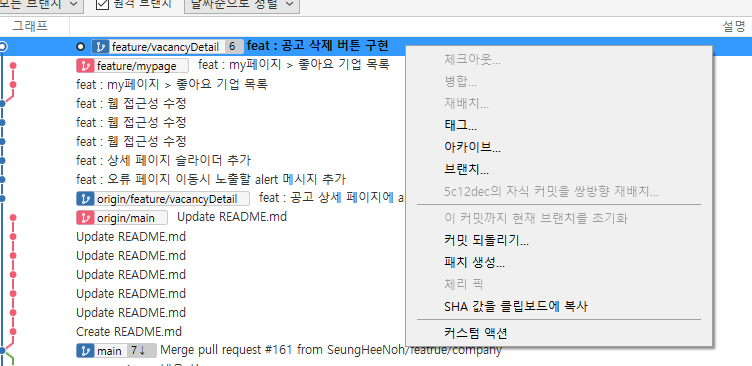 모든 브랜치 원격 브랜치 날짜순으로 정렬
그래프 설명
feature/vacancyDetail 6 feat : 공고 삭제 버튼 구현
feature/mypage feat : my페이지 > 좋아요 기업 목록
feat : my페이지 > 좋아요 기업 목록
feat : 웹 접근성 수정
feat : 웹 접근성 수정
feat : 웹 접근성 수정
feat : 상세 페이지 슬라이더 추가
feat : 오류 페이지 이동시 노출할 alert 메시지 추가
origin/feature/vacancyDetail feat : 공고 상세 페이지에 a
origin/main Update README.md
Update README.md
Update README.md
Update README.md
Update README.md
Update README.md
Create README.md
main 7↓ Merge pull request #161 from SeungHeeNoh/featrue/company
체크아웃...
병합...
재배치...
태그...
아카이브...
브랜치...
5c12dec의 자식 커밋을 쌍방향 재배치...
이 커밋까지 현재 브랜치를 초기화
커밋 되돌리기...
패치 생성...
체리 픽
SHA 값을 클립보드에 복사
커스텀 액션